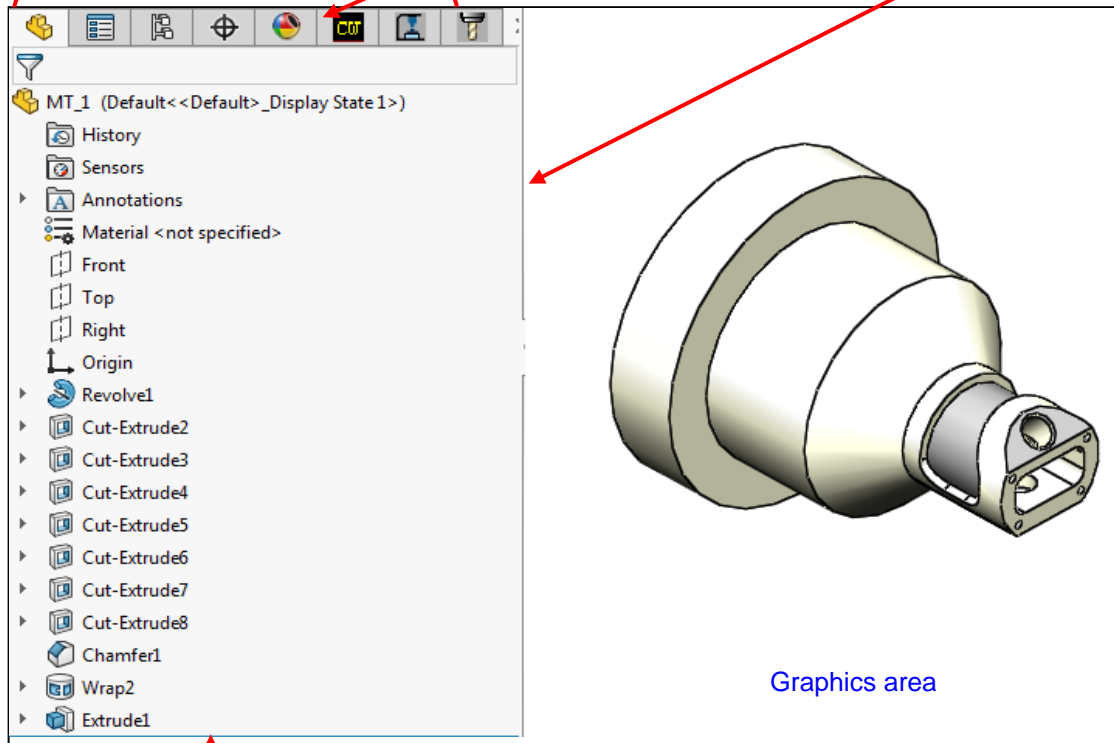 CW
MT_1 (Default<<Default>_Display State 1>)
History
Sensors
A Annotations
Material <not specified>
Front
Top
Right
Origin
Revolve1
Cut-Extrude2
Cut-Extrude3
Cut-Extrude4
Cut-Extrude5
Cut-Extrude6
Cut-Extrude7
Cut-Extrude8
Chamfer1
Wrap2
Extrude1
Graphics area